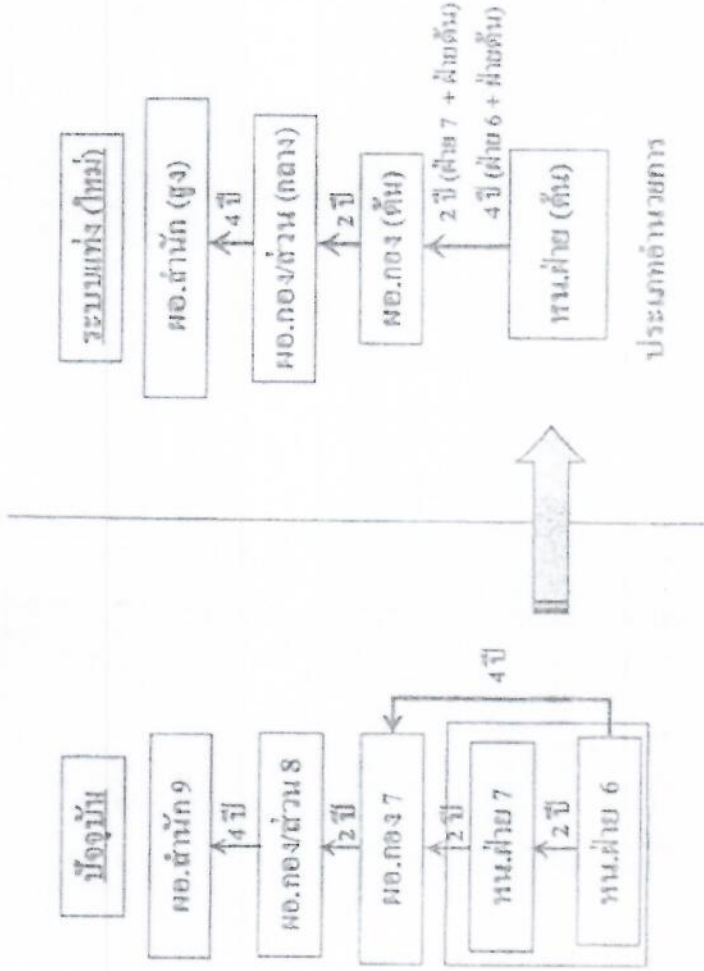 ปัจจุบัน
ผอ.สำนัก 9
4 ปี
ผอ.กอง/ส่วน 8
2 ปี
ผอ.กอง 7
2 ปี
4 ปี
หน.ฝ่าย 7
2 ปี
หน.ฝ่าย 6
ระบบแท่ง (ใหม่)
ผอ.สำนัก (สูง)
4 ปี
ผอ.กอง/ส่วน (กลาง)
2 ปี
ผอ.กอง (ต้น)
2 ปี (ฝ่าย 7 + ฝ่ายต้น)
4 ปี (ฝ่าย 6 + ฝ่ายต้น)
หน.ฝ่าย (ต้น)
ประเภทอำนวยการ